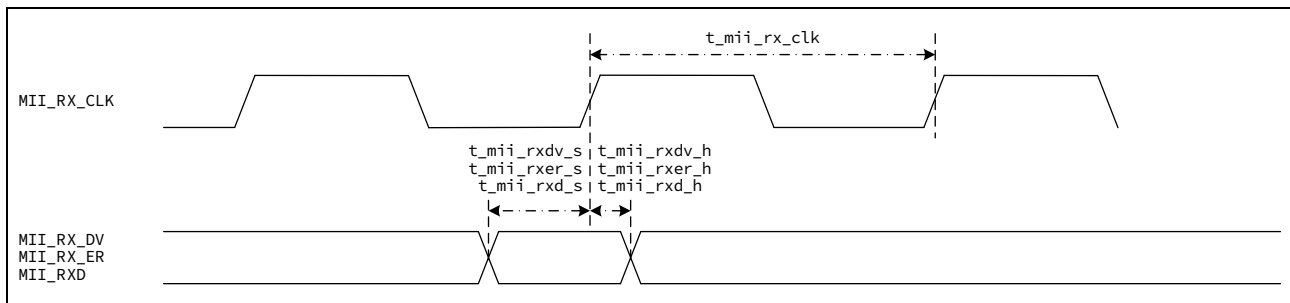 t_mii_rx_clk
MII_RX_CLK
t_mii_rxdv_s t_mii_rxdv_h
t_mii_rxer_s t_mii_rxer_h
t_mii_rxd_s t_mii_rxd_h
MII_RX_DV
MII_RX_ER
MII_RXD